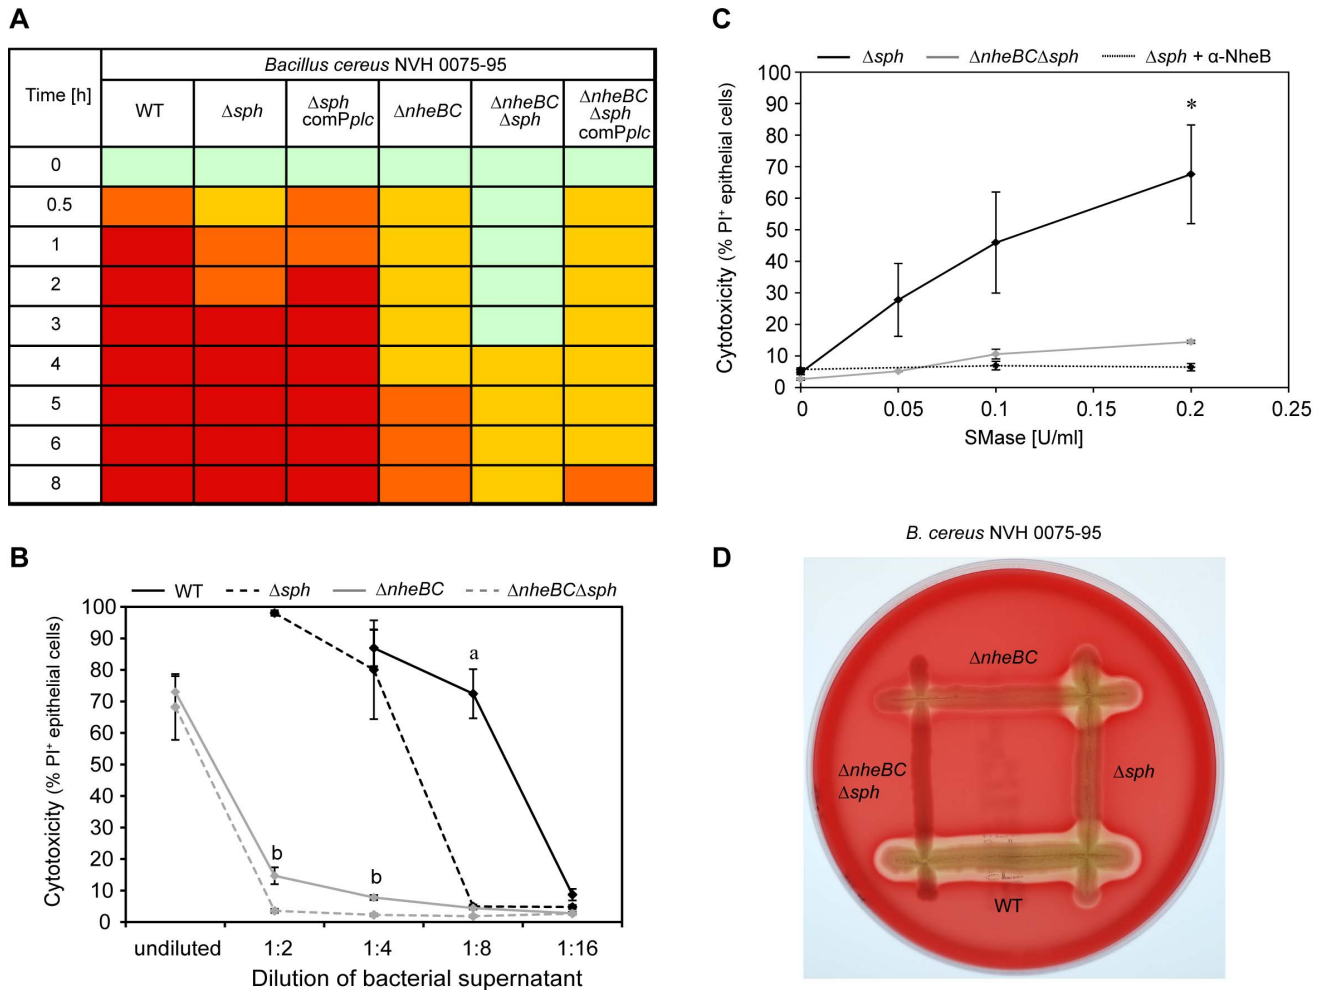 A
Time [h]
Bacillus cereus NVH 0075-95
WT
Δsph
Δsph
comPplc
ΔnheBC
ΔnheBC
Δsph
ΔnheBC
Δsph
comPplc
0
0.5
1
2
3
4
5
6
8
B
WT
Δsph
ΔnheBC
ΔnheBCΔsph
Cytotoxicity (% PI⁺ epithelial cells)
100
90
80
70
60
50
40
30
20
10
0
a
b
b
undiluted 1:2 1:4 1:8 1:16
Dilution of bacterial supernatant
C
Δsph
ΔnheBCΔsph
Δsph + α-NheB
Cytotoxicity (% PI⁺ epithelial cells)
100
90
80
70
60
50
40
30
20
10
0
*
0 0.05 0.1 0.15 0.2 0.25
SMase [U/ml]
D
B. cereus NVH 0075-95
ΔnheBC
ΔnheBC
Δsph
Δsph
WT